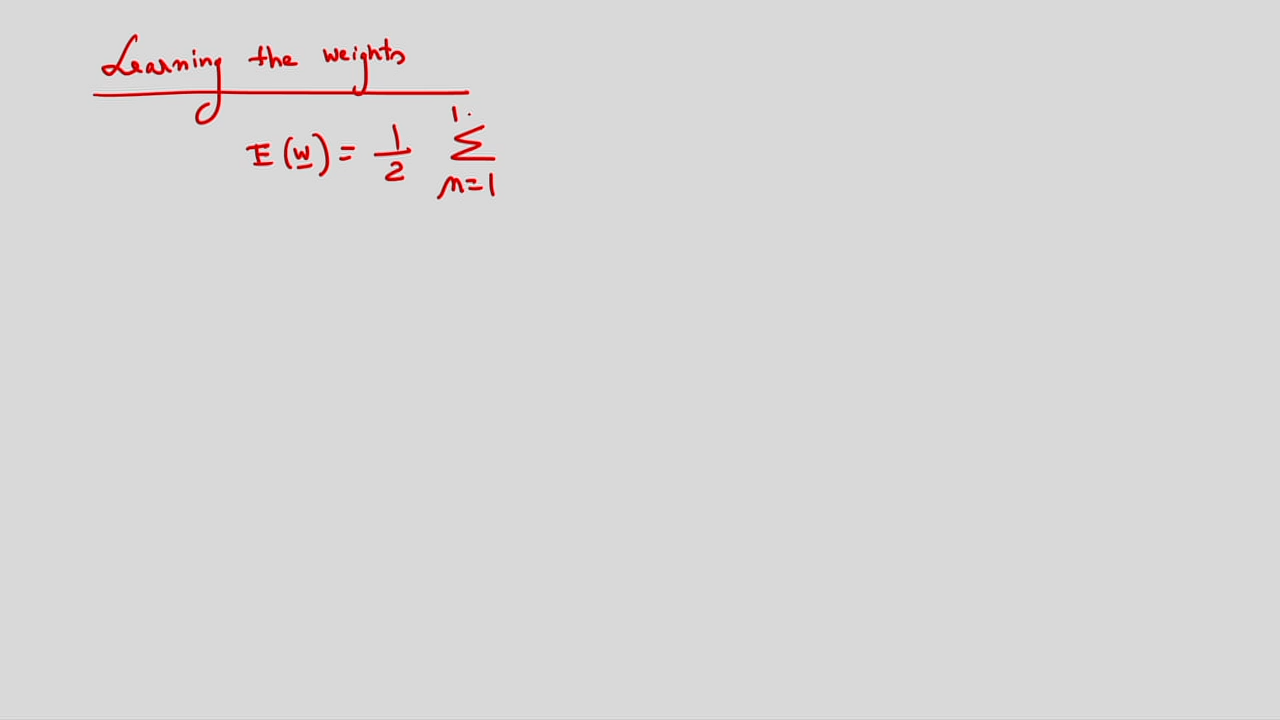 Learning the weights
E(w) = 1/2 Σ n=1